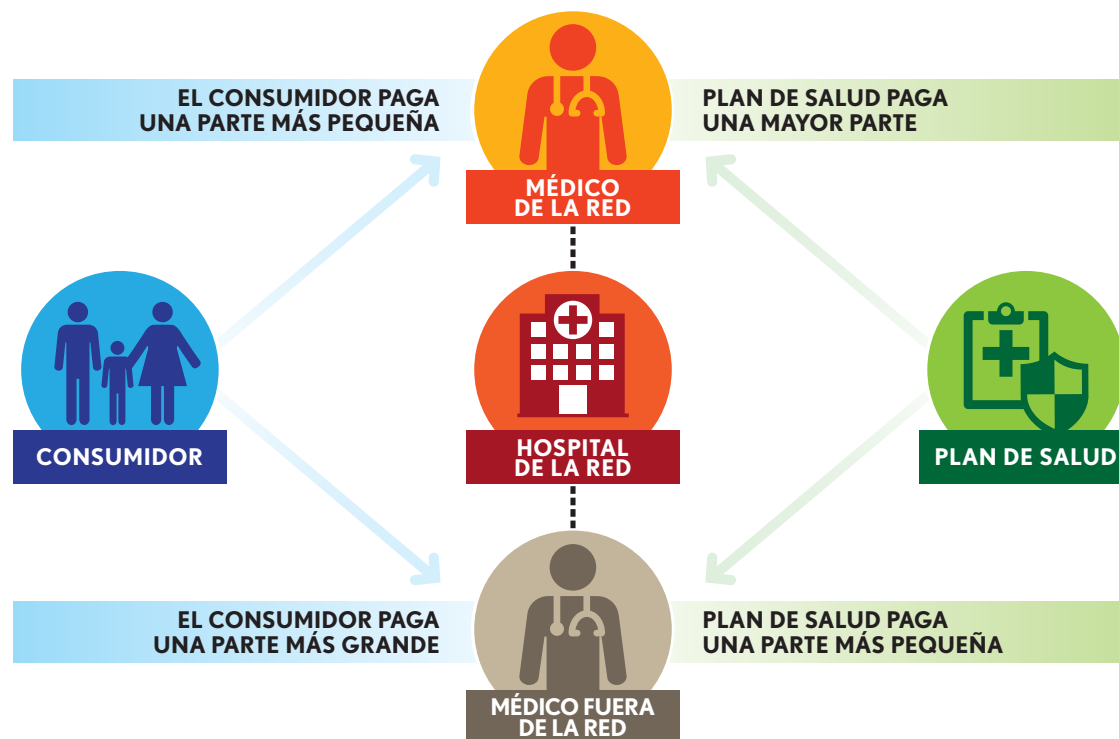 EL CONSUMIDOR PAGA
UNA PARTE MÁS PEQUEÑA
PLAN DE SALUD PAGA
UNA MAYOR PARTE
MÉDICO
DE LA RED
CONSUMIDOR
HOSPITAL
DE LA RED
PLAN DE SALUD
EL CONSUMIDOR PAGA
UNA PARTE MÁS GRANDE
PLAN DE SALUD PAGA
UNA PARTE MÁS PEQUEÑA
MÉDICO FUERA
DE LA RED